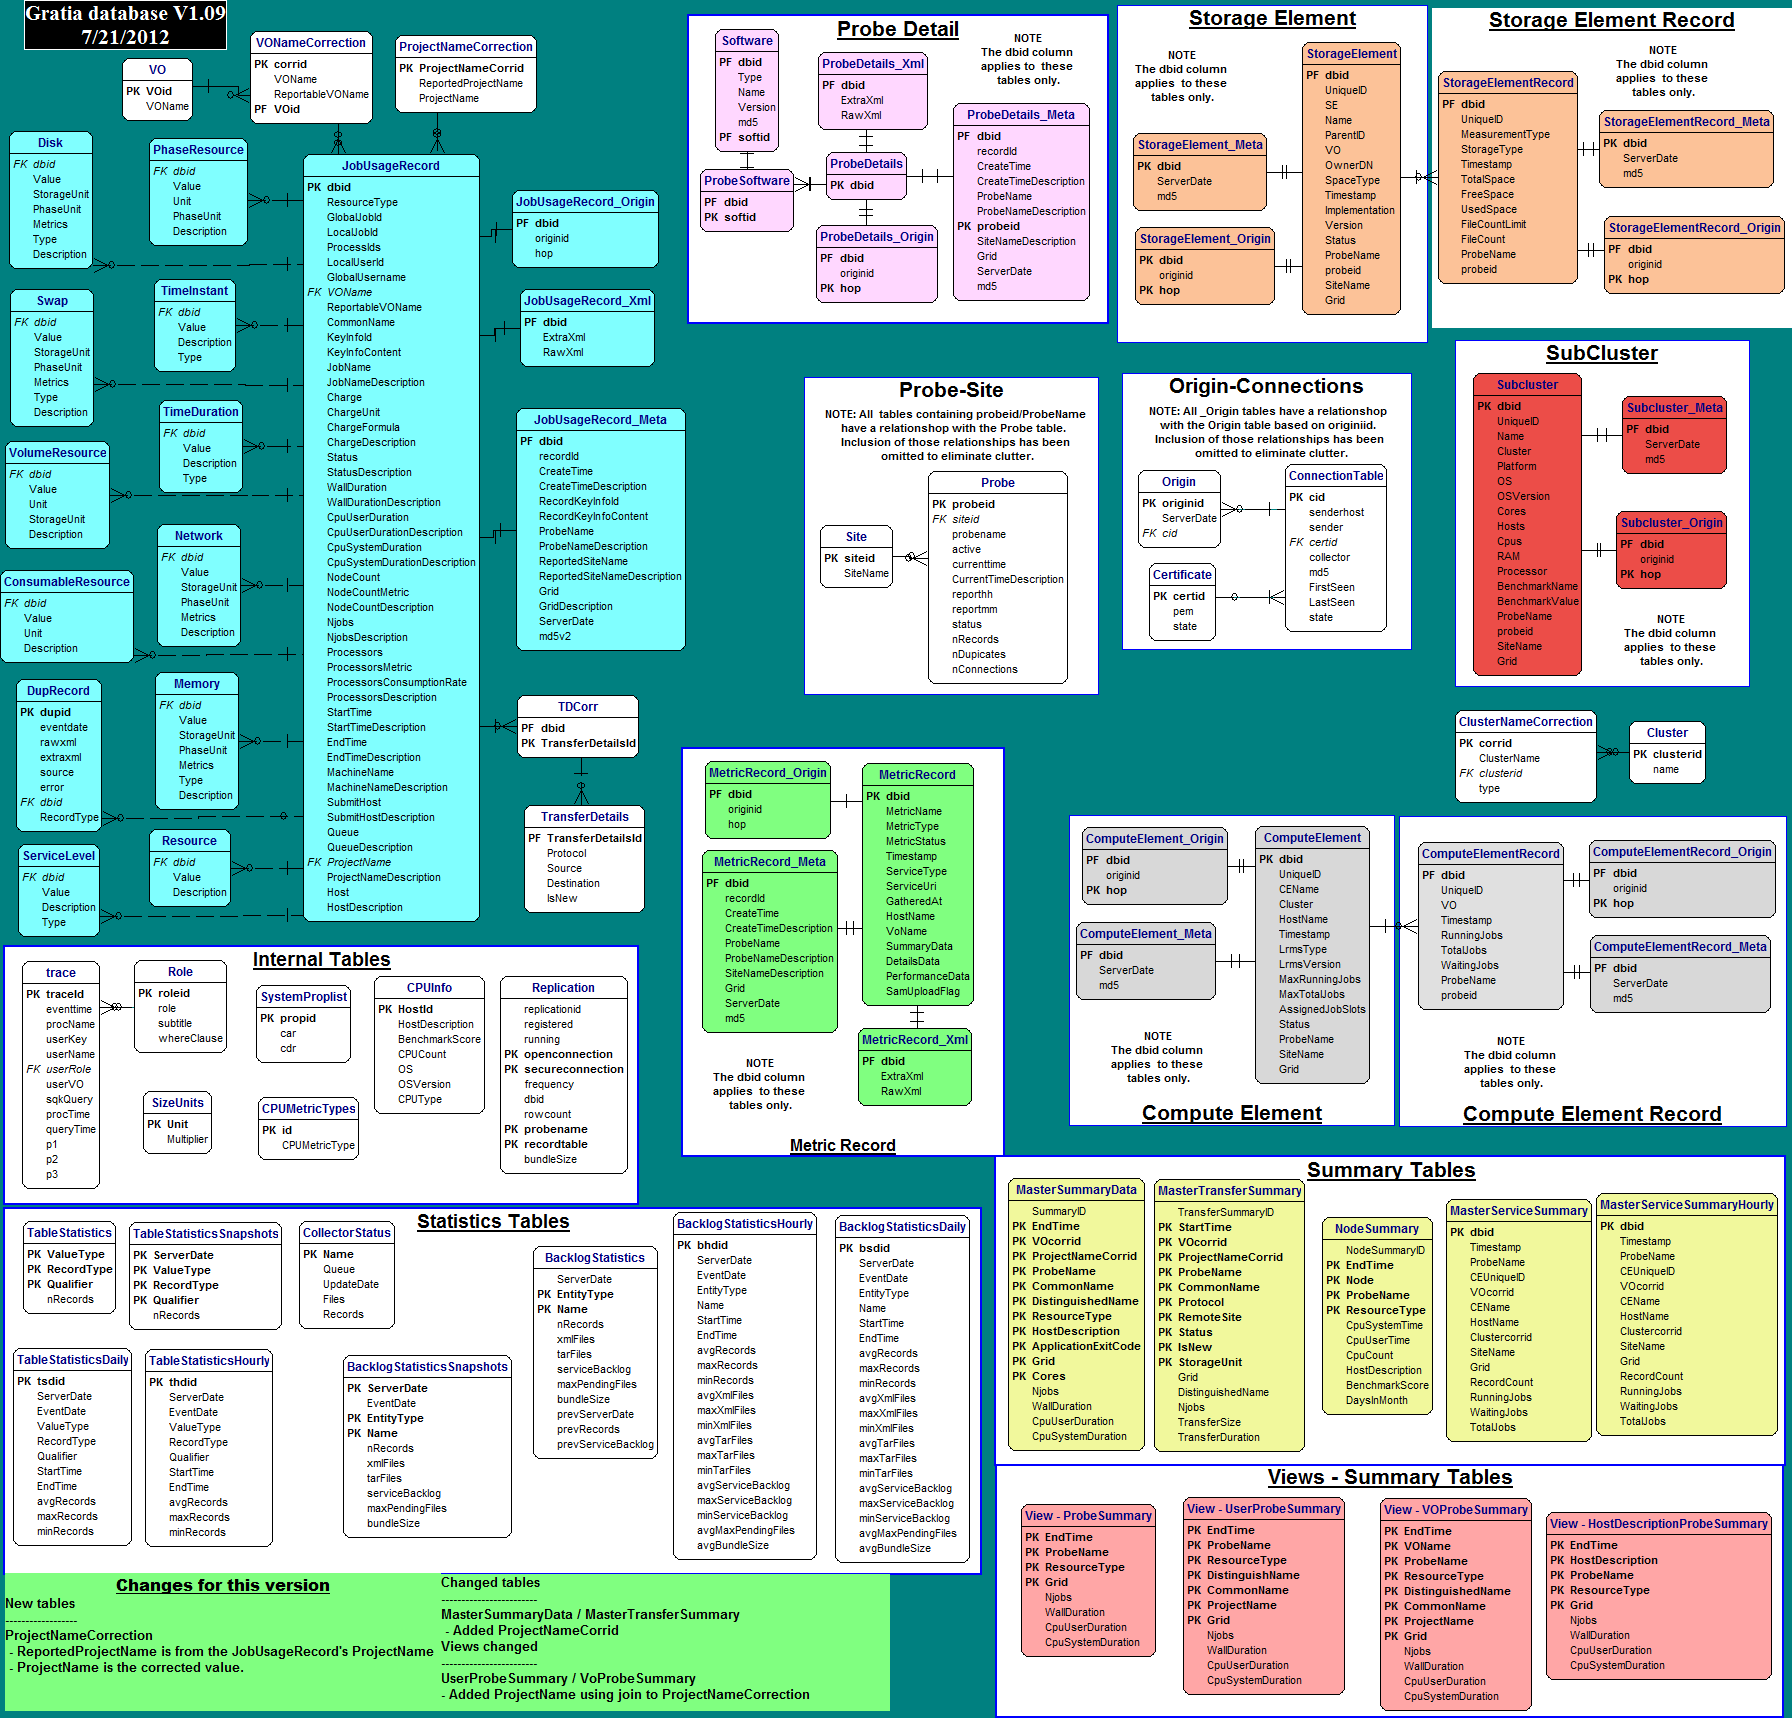 Gratia database V1.09
7/21/2012
VO
PK VOid
VOName
VONameCorrection
PK corrid
VOName
ReportableVOName
PF VOid
ProjectNameCorrection
PK ProjectNameCorrid
ReportedProjectName
ProjectName
Disk
FK dbid
Value
StorageUnit
PhaseUnit
Metrics
Type
Description
PhaseResource
FK dbid
Value
Unit
PhaseUnit
Description
Swap
FK dbid
Value
StorageUnit
PhaseUnit
Metrics
Type
Description
TimeInstant
FK dbid
Value
Description
Type
TimeDuration
FK dbid
Value
Description
Type
VolumeResource
FK dbid
Value
Unit
StorageUnit
Description
Network
FK dbid
Value
StorageUnit
PhaseUnit
Metrics
Description
ConsumableResource
FK dbid
Value
Unit
Description
DupRecord
PK dupid
eventdate
rawxml
extraxml
source
error
FK dbid
RecordType
Memory
FK dbid
Value
StorageUnit
PhaseUnit
Metrics
Type
Description
Resource
FK dbid
Value
Description
ServiceLevel
FK dbid
Value
Description
Type
JobUsageRecord
PK dbid
ResourceType
GlobalJobId
LocalJobId
ProcessIds
LocalUserId
GlobalUsername
FK VOName
ReportableVOName
CommonName
KeyInfoId
KeyInfoContent
JobName
JobNameDescription
Charge
ChargeUnit
ChargeFormula
ChargeDescription
Status
StatusDescription
WallDuration
WallDurationDescription
CpuUserDuration
CpuUserDurationDescription
CpuSystemDuration
CpuSystemDurationDescription
NodeCount
NodeCountMetric
NodeCountDescription
Njobs
NjobsDescription
Processors
ProcessorsMetric
ProcessorsConsumptionRate
ProcessorsDescription
StartTime
StartTimeDescription
EndTime
EndTimeDescription
MachineName
MachineNameDescription
SubmitHost
SubmitHostDescription
Queue
QueueDescription
FK ProjectName
ProjectNameDescription
Host
HostDescription
JobUsageRecord_Origin
PF dbid
originid
hop
JobUsageRecord_Xml
PF dbid
ExtraXml
RawXml
JobUsageRecord_Meta
PF dbid
recordId
CreateTime
CreateTimeDescription
RecordKeyInfoId
RecordKeyInfoContent
ProbeName
ProbeNameDescription
ReportedSiteName
ReportedSiteNameDescription
Grid
GridDescription
ServerDate
md5v2
TDCorr
PF dbid
PK TransferDetailsId
TransferDetails
PF TransferDetailsId
Protocol
Source
Destination
IsNew
Probe Detail
NOTE
The dbid column
applies to these
tables only.
Software
PF dbid
Type
Name
Version
md5
PF softid
ProbeSoftware
PF dbid
PK softid
ProbeDetails_Xml
PF dbid
ExtraXml
RawXml
ProbeDetails
PK dbid
ProbeDetails_Origin
PF dbid
originid
PK hop
ProbeDetails_Meta
PF dbid
recordId
CreateTime
CreateTimeDescription
ProbeName
ProbeNameDescription
PK probeid
SiteNameDescription
Grid
ServerDate
md5
Storage Element
NOTE
The dbid column
applies to these
tables only.
StorageElement_Meta
PK dbid
ServerDate
md5
StorageElement_Origin
PK dbid
originid
PK hop
StorageElement
PF dbid
UniqueID
SE
Name
ParentID
VO
OwnerDN
SpaceType
Timestamp
Implementation
Version
Status
ProbeName
probeid
SiteName
Grid
Storage Element Record
NOTE
The dbid column
applies to these
tables only.
StorageElementRecord
PF dbid
UniqueID
MeasurementType
StorageType
Timestamp
TotalSpace
FreeSpace
UsedSpace
FileCountLimit
FileCount
ProbeName
probeid
StorageElementRecord_Meta
PK dbid
ServerDate
md5
StorageElementRecord_Origin
PF dbid
originid
PK hop
Probe-Site
NOTE: All tables containing probeid/ProbeName
have a relationshop with the Probe table.
Inclusion of those relationships has been
omitted to eliminate clutter.
Site
PK siteid
SiteName
Probe
PK probeid
FK siteid
probename
active
currenttime
CurrentTimeDescription
reporthh
reportmm
status
nRecords
nDupicates
nConnections
Origin-Connections
NOTE: All _Origin tables have a relationshop
with the Origin table based on originiid.
Inclusion of those relationships has been
omitted to eliminate clutter.
Origin
PK originid
ServerDate
FK cid
Certificate
PK certid
pem
state
ConnectionTable
PK cid
senderhost
sender
FK certid
collector
md5
FirstSeen
LastSeen
state
SubCluster
Subcluster
PK dbid
UniqueID
Name
Cluster
Platform
OS
OSVersion
Cores
Hosts
Cpus
RAM
Processor
BenchmarkName
BenchmarkValue
ProbeName
probeid
SiteName
Grid
Subcluster_Meta
PF dbid
ServerDate
md5
Subcluster_Origin
PF dbid
originid
PK hop
NOTE
The dbid column
applies to these
tables only.
ClusterNameCorrection
PK corrid
ClusterName
FK clusterid
type
Cluster
PK clusterid
name
MetricRecord_Origin
PF dbid
originid
hop
MetricRecord_Meta
PF dbid
recordId
CreateTime
CreateTimeDescription
ProbeName
ProbeNameDescription
SiteNameDescription
Grid
ServerDate
md5
MetricRecord
PK dbid
MetricName
MetricType
MetricStatus
Timestamp
ServiceType
ServiceUri
GatheredAt
HostName
VoName
SummaryData
DetailsData
PerformanceData
SamUploadFlag
MetricRecord_Xml
PF dbid
ExtraXml
RawXml
NOTE
The dbid column
applies to these
tables only.
Metric Record
ComputeElement_Origin
PF dbid
originid
PK hop
ComputeElement_Meta
PF dbid
ServerDate
md5
ComputeElement
PK dbid
UniqueID
CEName
Cluster
HostName
Timestamp
LrmsType
LrmsVersion
MaxRunningJobs
MaxTotalJobs
AssignedJobSlots
Status
ProbeName
SiteName
Grid
NOTE
The dbid column
applies to these
tables only.
Compute Element
ComputeElementRecord
PF dbid
UniqueID
VO
Timestamp
RunningJobs
TotalJobs
WaitingJobs
ProbeName
probeid
ComputeElementRecord_Origin
PF dbid
originid
PK hop
ComputeElementRecord_Meta
PF dbid
ServerDate
md5
NOTE
The dbid column
applies to these
tables only.
Compute Element Record
Internal Tables
trace
PK traceId
eventtime
procName
userKey
userName
FK userRole
userVO
sqkQuery
procTime
queryTime
p1
p2
p3
Role
PK roleid
role
subtitle
whereClause
SizeUnits
PK Unit
Multiplier
SystemProplist
PK propid
car
cdr
CPUMetricTypes
PK id
CPUMetricType
CPUInfo
PK HostId
HostDescription
BenchmarkScore
CPUCount
OS
OSVersion
CPUType
Replication
replicationid
registered
running
PK openconnection
PK secureconnection
frequency
dbid
rowcount
PK probename
PK recordtable
bundleSize
Statistics Tables
TableStatistics
PK ValueType
PK RecordType
PK Qualifier
nRecords
TableStatisticsSnapshots
PK ServerDate
PK ValueType
PK RecordType
PK Qualifier
nRecords
CollectorStatus
PK Name
Queue
UpdateDate
Files
Records
TableStatisticsDaily
PK tsdid
ServerDate
EventDate
ValueType
RecordType
Qualifier
StartTime
EndTime
avgRecords
maxRecords
minRecords
TableStatisticsHourly
PK thdid
ServerDate
EventDate
ValueType
RecordType
Qualifier
StartTime
EndTime
avgRecords
maxRecords
minRecords
BacklogStatisticsSnapshots
PK ServerDate
EventDate
PK EntityType
PK Name
nRecords
xmlFiles
tarFiles
serviceBacklog
maxPendingFiles
bundleSize
BacklogStatistics
ServerDate
PK EntityType
PK Name
nRecords
xmlFiles
tarFiles
serviceBacklog
maxPendingFiles
bundleSize
prevServerDate
prevRecords
prevServiceBacklog
BacklogStatisticsHourly
PK bhdid
ServerDate
EventDate
EntityType
Name
StartTime
EndTime
avgRecords
maxRecords
minRecords
avgXmlFiles
maxXmlFiles
minXmlFiles
avgTarFiles
maxTarFiles
minTarFiles
avgServiceBacklog
maxServiceBacklog
minServiceBacklog
avgMaxPendingFiles
avgBundleSize
BacklogStatisticsDaily
PK bsdid
ServerDate
EventDate
EntityType
Name
StartTime
EndTime
avgRecords
maxRecords
minRecords
avgXmlFiles
maxXmlFiles
minXmlFiles
avgTarFiles
maxTarFiles
minTarFiles
avgServiceBacklog
maxServiceBacklog
minServiceBacklog
avgMaxPendingFiles
avgBundleSize
Summary Tables
MasterSummaryData
SummaryID
PK EndTime
PK VOcorrid
PK ProjectNameCorrid
PK ProbeName
PK CommonName
PK DistinguishedName
PK ResourceType
PK HostDescription
PK ApplicationExitCode
PK Grid
PK Cores
Njobs
WallDuration
CpuUserDuration
CpuSystemDuration
MasterTransferSummary
TransferSummaryID
PK StartTime
PK VOcorrid
PK ProjectNameCorrid
PK ProbeName
PK CommonName
PK Protocol
PK RemoteSite
PK Status
PK IsNew
PK StorageUnit
Grid
DistinguishedName
Njobs
TransferSize
TransferDuration
NodeSummary
NodeSummaryID
PK EndTime
PK Node
PK ProbeName
PK ResourceType
CpuSystemTime
CpuUserTime
CpuCount
HostDescription
BenchmarkScore
DaysInMonth
MasterServiceSummary
PK dbid
Timestamp
ProbeName
CEUniqueID
VOcorrid
CEName
HostName
Clustercorrid
SiteName
Grid
RecordCount
RunningJobs
WaitingJobs
TotalJobs
MasterServiceSummaryHourly
PK dbid
Timestamp
ProbeName
CEUniqueID
VOcorrid
CEName
HostName
Clustercorrid
SiteName
Grid
RecordCount
RunningJobs
WaitingJobs
TotalJobs
Views - Summary Tables
View - ProbeSummary
PK EndTime
PK ProbeName
PK ResourceType
PK Grid
Njobs
WallDuration
CpuUserDuration
CpuSystemDuration
View - UserProbeSummary
PK EndTime
PK ProbeName
PK ResourceType
PK DistinguishName
PK CommonName
PK ProjectName
PK Grid
Njobs
WallDuration
CpuUserDuration
CpuSystemDuration
View - VOProbeSummary
PK EndTime
PK VOName
PK ProbeName
PK ResourceType
PK DistinguishedName
PK CommonName
PK ProjectName
PK Grid
Njobs
WallDuration
CpuUserDuration
CpuSystemDuration
View - HostDescriptionProbeSummary
PK EndTime
PK HostDescription
PK ProbeName
PK ResourceType
PK Grid
Njobs
WallDuration
CpuUserDuration
CpuSystemDuration
Changes for this version
New tables
------------------
ProjectNameCorrection
- ReportedProjectName is from the JobUsageRecord's ProjectName
- ProjectName is the corrected value.
Changed tables
------------------------
MasterSummaryData / MasterTransferSummary
- Added ProjectNameCorrid
Views changed
------------------------
UserProbeSummary / VoProbeSummary
- Added ProjectName using join to ProjectNameCorrection